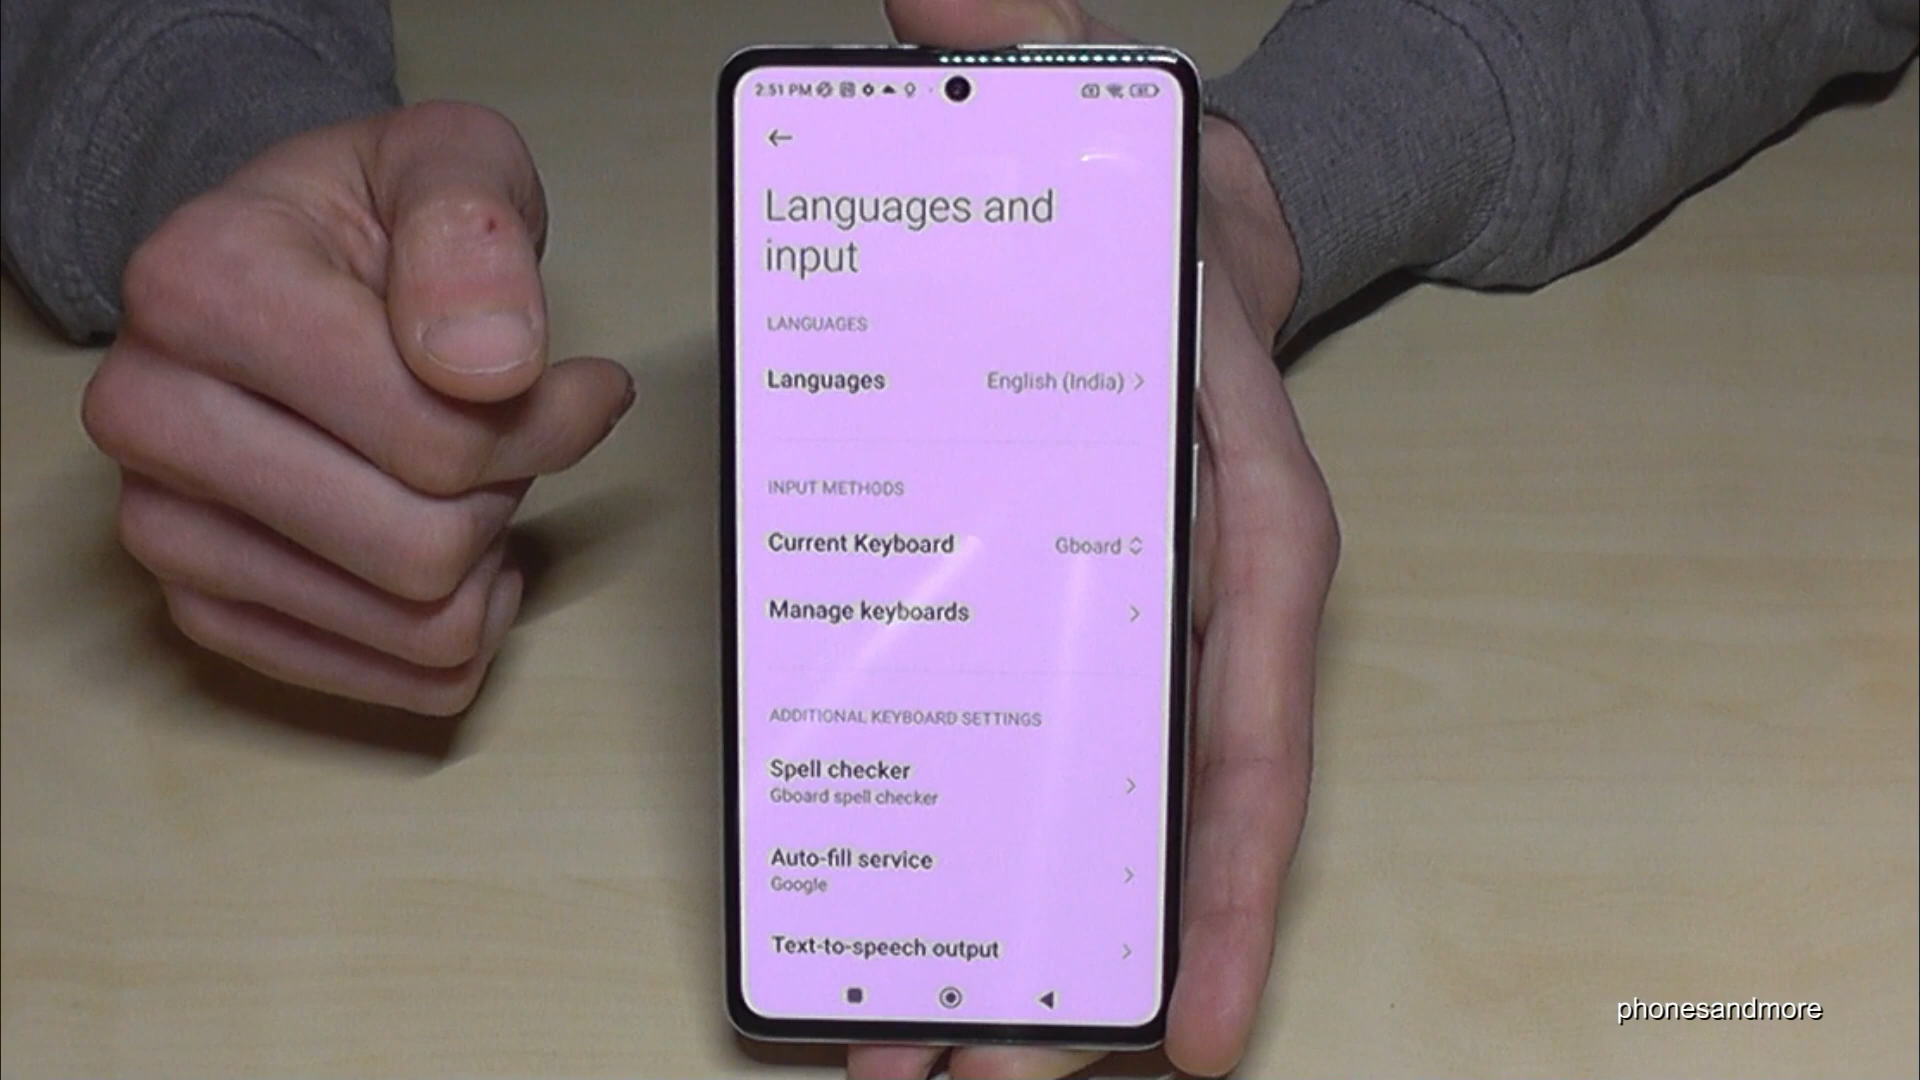 2:51 PM
Languages and
input
LANGUAGES
Languages English (India)
INPUT METHODS
Current Keyboard Gboard
Manage keyboards
ADDITIONAL KEYBOARD SETTINGS
Spell checker
Gboard spell checker
Auto-fill service
Google
Text-to-speech output
phonesandmore